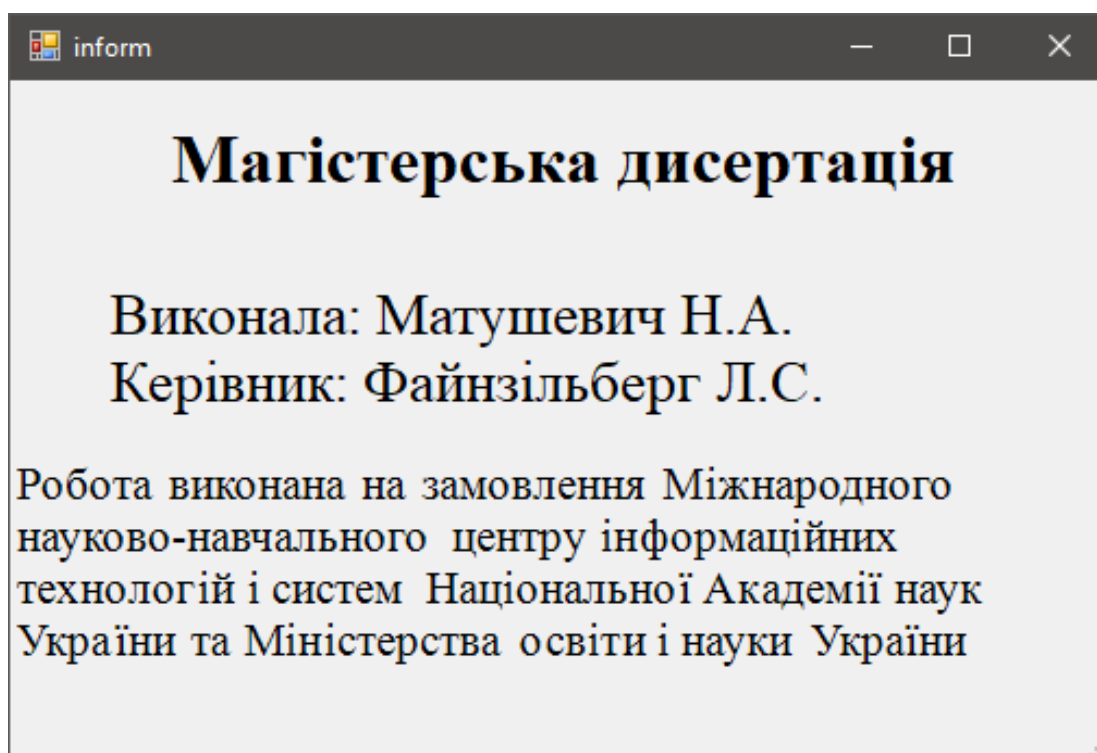 inform
Магістерська дисертація
Виконала: Матушевич Н.А.
Керівник: Файнзільберг Л.С.
Робота виконана на замовлення Міжнародного
науково-навчального центру інформаційних
технологій і систем Національної Академії наук
України та Міністерства освіти і науки України